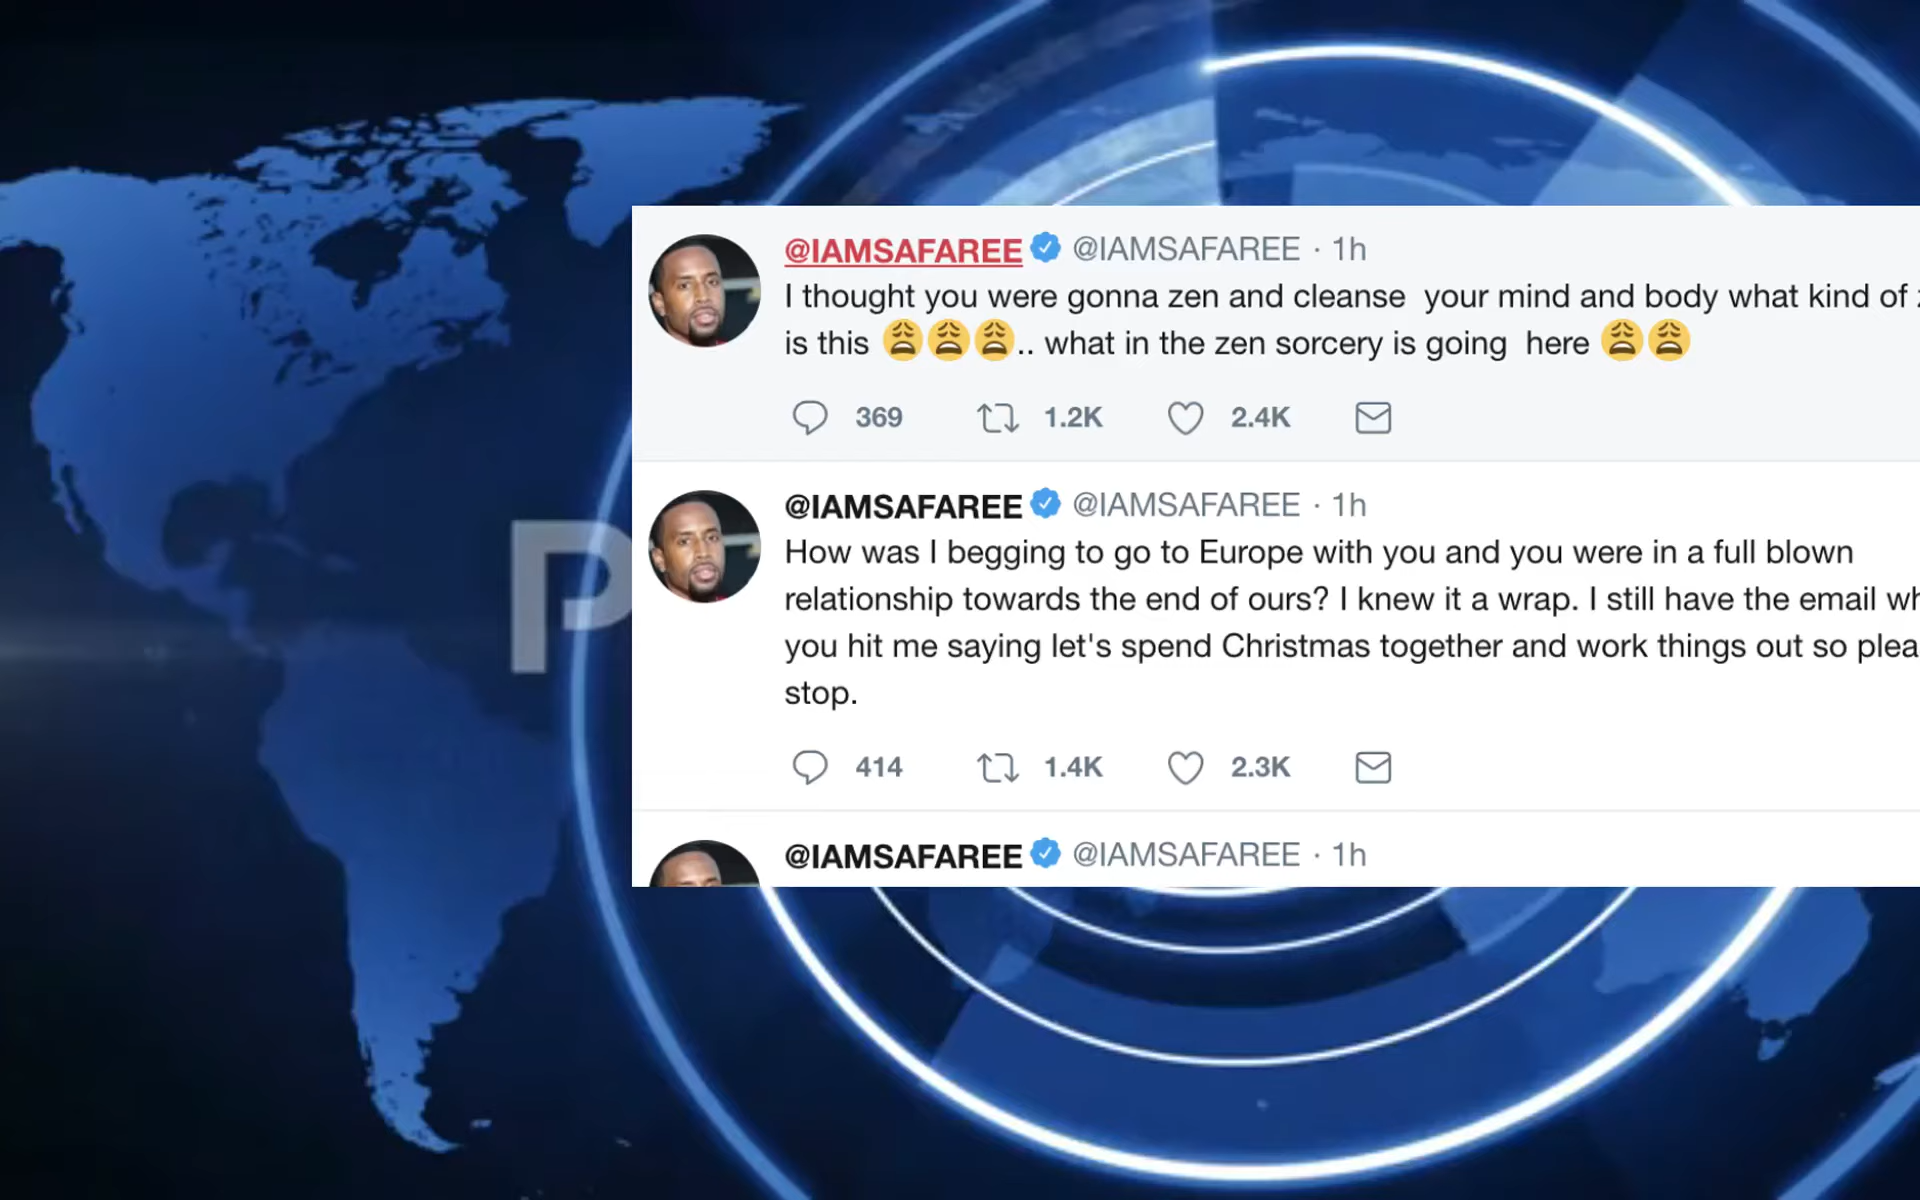 @IAMSAFAREE @IAMSAFAREE · 1h
I thought you were gonna zen and cleanse  your mind and body what kind of
is this 😩😩😩.. what in the zen sorcery is going  here 😩😩
369 1.2K 2.4K
@IAMSAFAREE @IAMSAFAREE · 1h
How was I begging to go to Europe with you and you were in a full blown
relationship towards the end of ours? I knew it a wrap. I still have the email
you hit me saying let's spend Christmas together and work things out so
stop.
414 1.4K 2.3K
@IAMSAFAREE @IAMSAFAREE · 1h
P